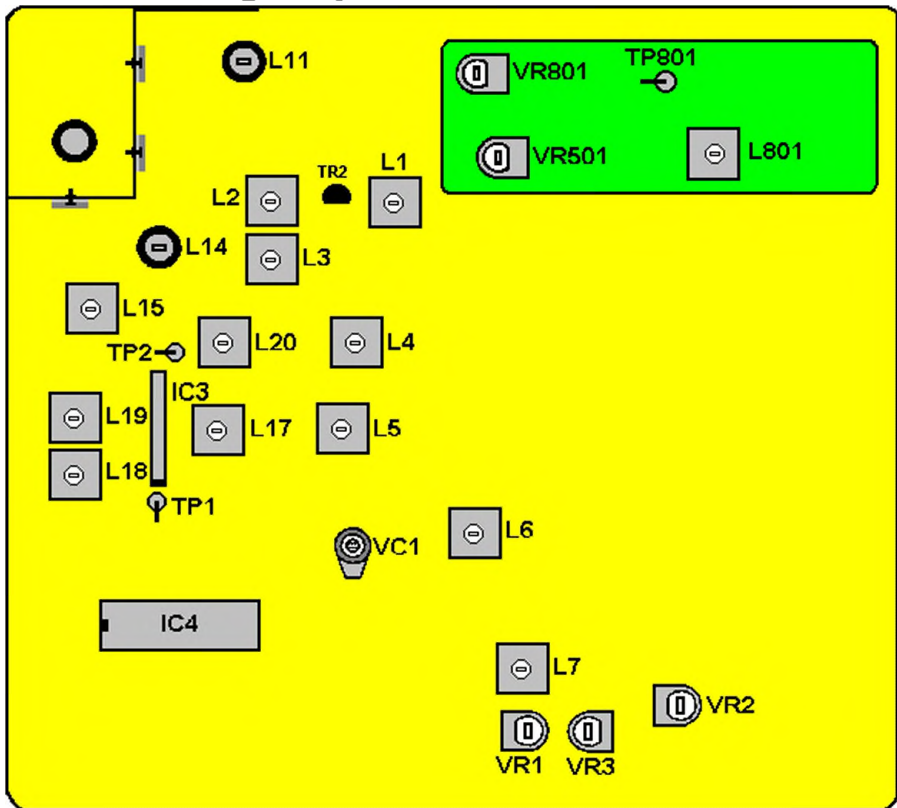 L11
TP801
VR801
VR501
L801
TR2
L1
L2
L14
L3
L15
L20
L4
TP2
IC3
L19
L17
L5
L18
TP1
L6
VC1
IC4
L7
VR2
VR1
VR3